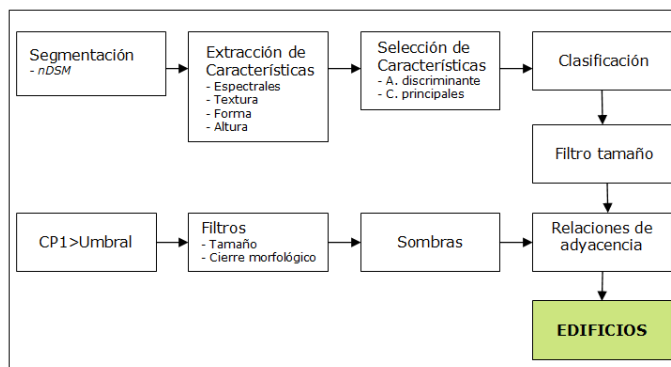 Segmentación
- nDSM
Extracción de
Características
- Espectrales
- Textura
- Forma
- Altura
Selección de
Características
- A. discriminante
- C. principales
Clasificación
Filtro tamaño
CP1>Umbral
Filtros
- Tamaño
- Cierre morfológico
Sombras
Relaciones de
adyacencia
EDIFICIOS